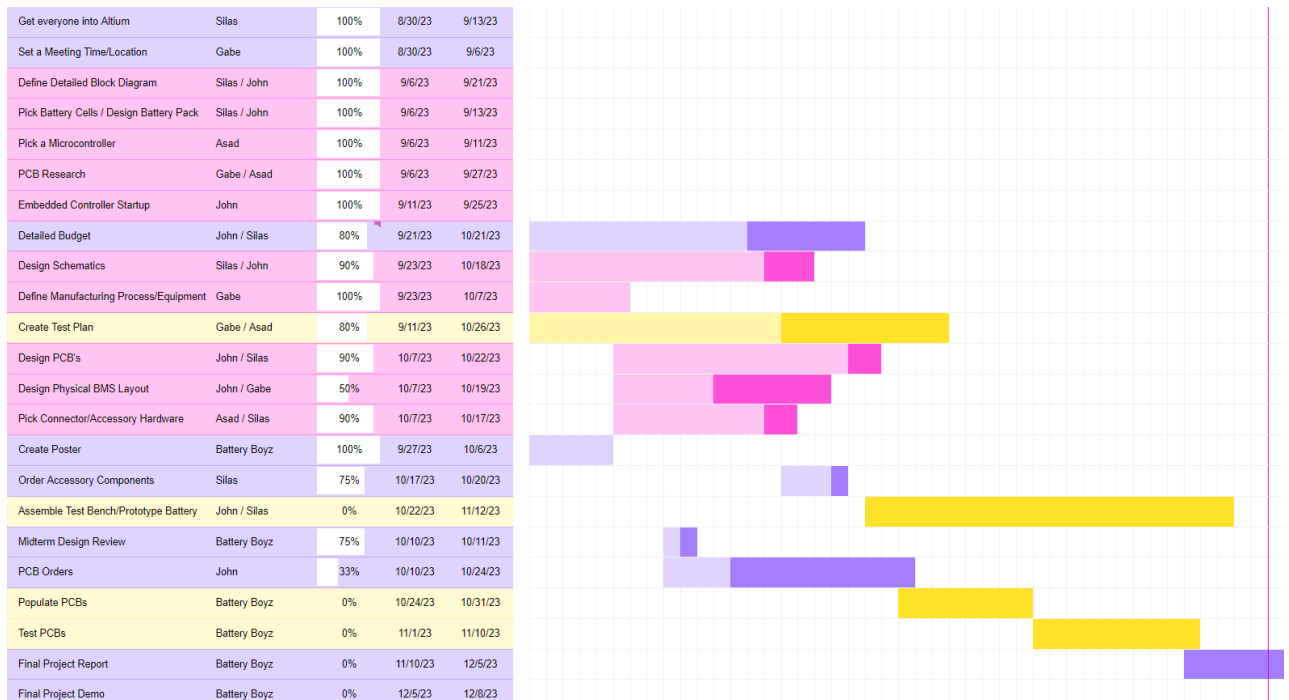 Get everyone into Altium Silas 100% 8/30/23 9/13/23
Set a Meeting Time/Location Gabe 100% 8/30/23 9/6/23
Define Detailed Block Diagram Silas / John 100% 9/6/23 9/21/23
Pick Battery Cells / Design Battery Pack Silas / John 100% 9/6/23 9/13/23
Pick a Microcontroller Asad 100% 9/6/23 9/11/23
PCB Research Gabe / Asad 100% 9/6/23 9/27/23
Embedded Controller Startup John 100% 9/11/23 9/25/23
Detailed Budget John / Silas 80% 9/21/23 10/21/23
Design Schematics Silas / John 90% 9/23/23 10/18/23
Define Manufacturing Process/Equipment Gabe 100% 9/23/23 10/7/23
Create Test Plan Gabe / Asad 80% 9/11/23 10/26/23
Design PCB's John / Silas 90% 10/7/23 10/22/23
Design Physical BMS Layout John / Gabe 50% 10/7/23 10/19/23
Pick Connector/Accessory Hardware Asad / Silas 90% 10/7/23 10/17/23
Create Poster Battery Boyz 100% 9/27/23 10/6/23
Order Accessory Components Silas 75% 10/17/23 10/20/23
Assemble Test Bench/Prototype Battery John / Silas 0% 10/22/23 11/12/23
Midterm Design Review Battery Boyz 75% 10/10/23 10/11/23
PCB Orders John 33% 10/10/23 10/24/23
Populate PCBs Battery Boyz 0% 10/24/23 10/31/23
Test PCBs Battery Boyz 0% 11/1/23 11/10/23
Final Project Report Battery Boyz 0% 11/10/23 12/5/23
Final Project Demo Battery Boyz 0% 12/5/23 12/8/23